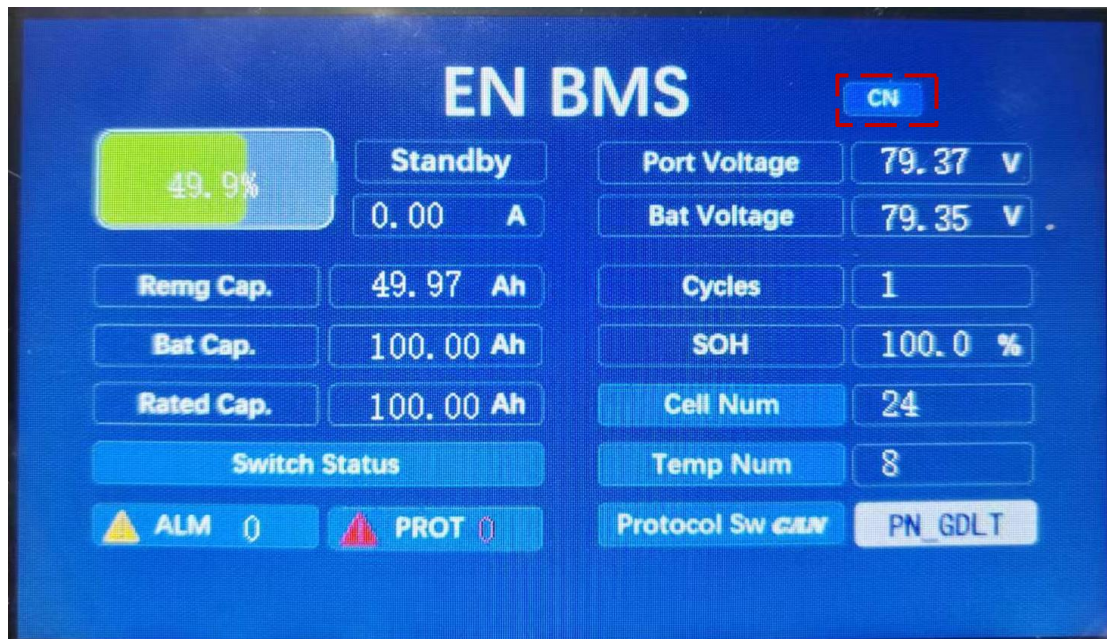 EN BMS
CN
49.9%
Standby
0.00 A
Port Voltage 79.37 V
Bat Voltage 79.35 V
Remg Cap. 49.97 Ah
Cycles 1
Bat Cap. 100.00 Ah
SOH 100.0 %
Rated Cap. 100.00 Ah
Cell Num 24
Switch Status
Temp Num 8
ALM 0
PROT 0
Protocol Sw CAN PN_GDLT